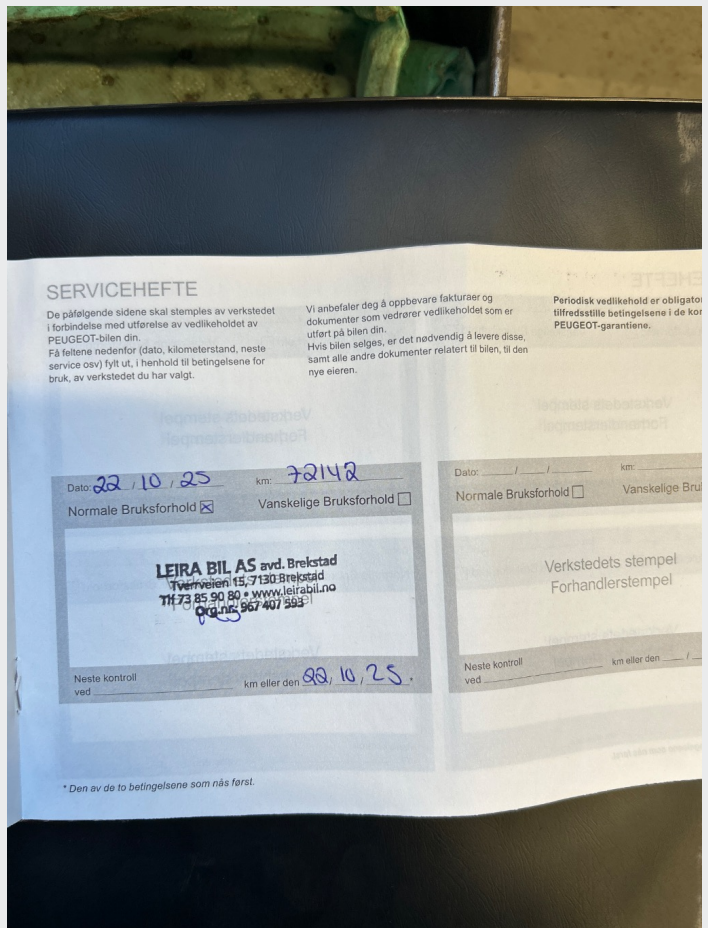 SERVICEHEFTE
De påfølgende sidene skal stemples av verkstedet
i forbindelse med utførelse av vedlikeholdet av
PEUGEOT-bilen din.
Få feltene nedenfor (dato, kilometerstand, neste
service osv) fylt ut, i henhold til betingelsene for
bruk, av verkstedet du har valgt.
Vi anbefaler deg å oppbevare fakturaer og
dokumenter som vedrører vedlikeholdet som er
utført på bilen din.
Hvis bilen selges, er det nødvendig å levere disse,
samt alle andre dokumenter relatert til bilen, til den
nye eieren.
Periodisk vedlikehold er obligator
tilfredsstille betingelsene i de kon
PEUGEOT-garantiene.
Dato: 22 / 10 / 25 km: 72142
Normale Bruksforhold ☒ Vanskelige Bruksforhold ☐
LEIRA BIL AS avd. Brekstad
Tverrveien 15, 7130 Brekstad
Tlf 73 85 90 80 • www.leirabil.no
Org.nr. 967 407 593
Neste kontroll
ved km eller den 22, 10, 25.
Dato: / / km:
Normale Bruksforhold ☐ Vanskelige Bru
Verkstedets stempel
Forhandlerstempel
Neste kontroll
ved km eller den /
* Den av de to betingelsene som nås først.